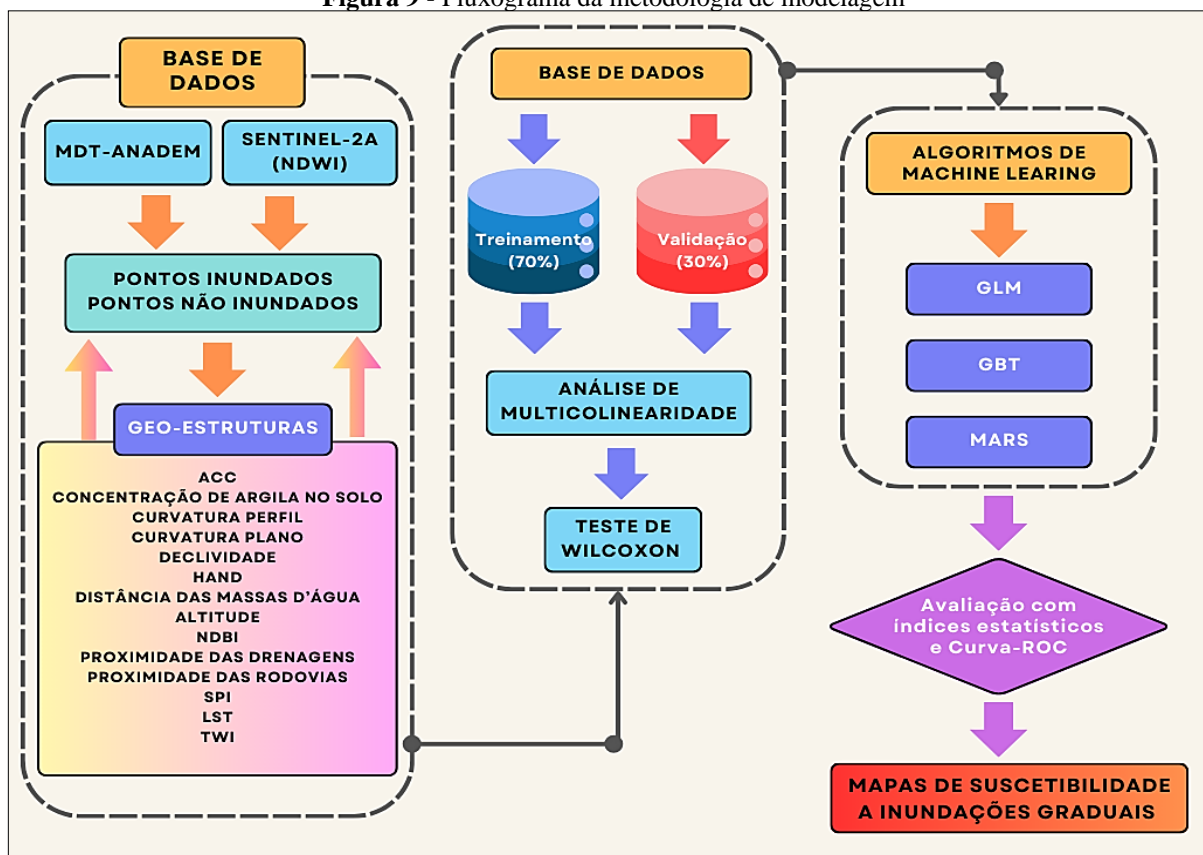 Figura 9 - Fluxograma da metodologia de modelagem
BASE DE
DADOS
MDT-ANADEM
SENTINEL-2A
(NDWI)
PONTOS INUNDADOS
PONTOS NÃO INUNDADOS
GEO-ESTRUTURAS
ACC
CONCENTRAÇÃO DE ARGILA NO SOLO
CURVATURA PERFIL
CURVATURA PLANO
DECLIVIDADE
HAND
DISTÂNCIA DAS MASSAS D'ÁGUA
ALTITUDE
NDBI
PROXIMIDADE DAS DRENAGENS
PROXIMIDADE DAS RODOVIAS
SPI
LST
TWI
BASE DE DADOS
Treinamento
(70%)
Validação
(30%)
ANÁLISE DE
MULTICOLINEARIDADE
TESTE DE
WILCOXON
ALGORITMOS DE
MACHINE LEARING
GLM
GBT
MARS
Avaliação com
índices estatísticos
e Curva-ROC
MAPAS DE SUSCETIBILIDADE
A INUNDAÇÕES GRADUAIS